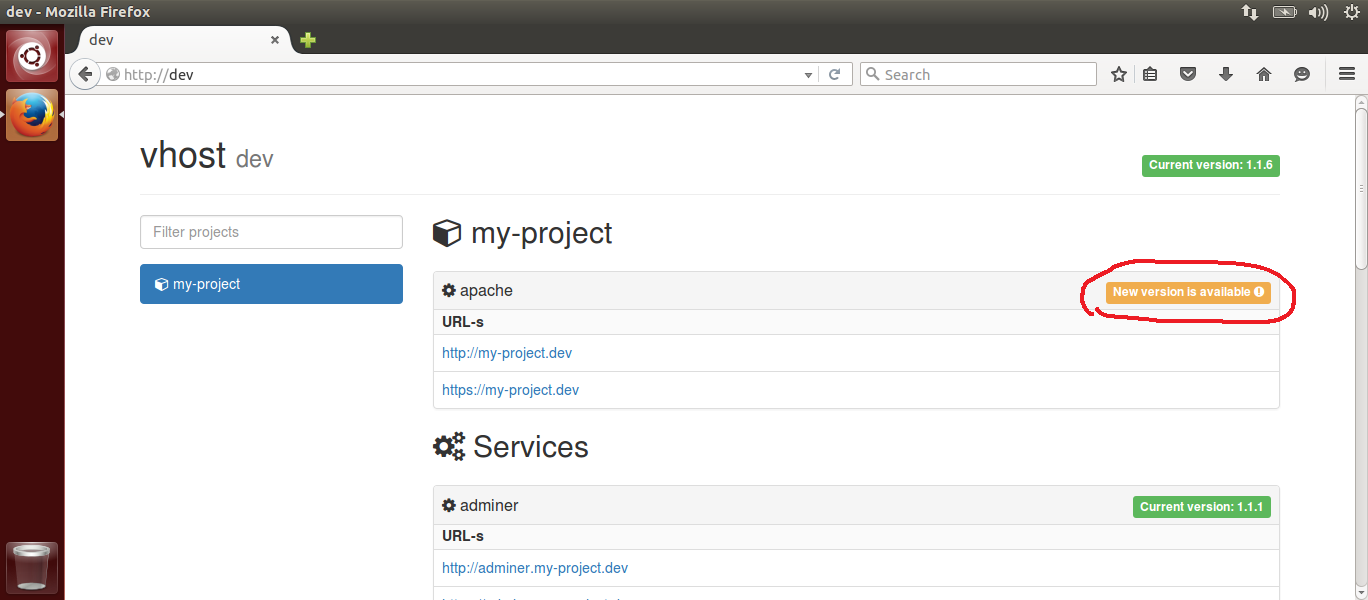 dev - Mozilla Firefox
dev
http://dev
Search
vhost dev
Current version: 1.1.6
Filter projects
my-project
my-project
apache
New version is available
URL-s
http://my-project.dev
https://my-project.dev
Services
adminer
Current version: 1.1.1
URL-s
http://adminer.my-project.dev